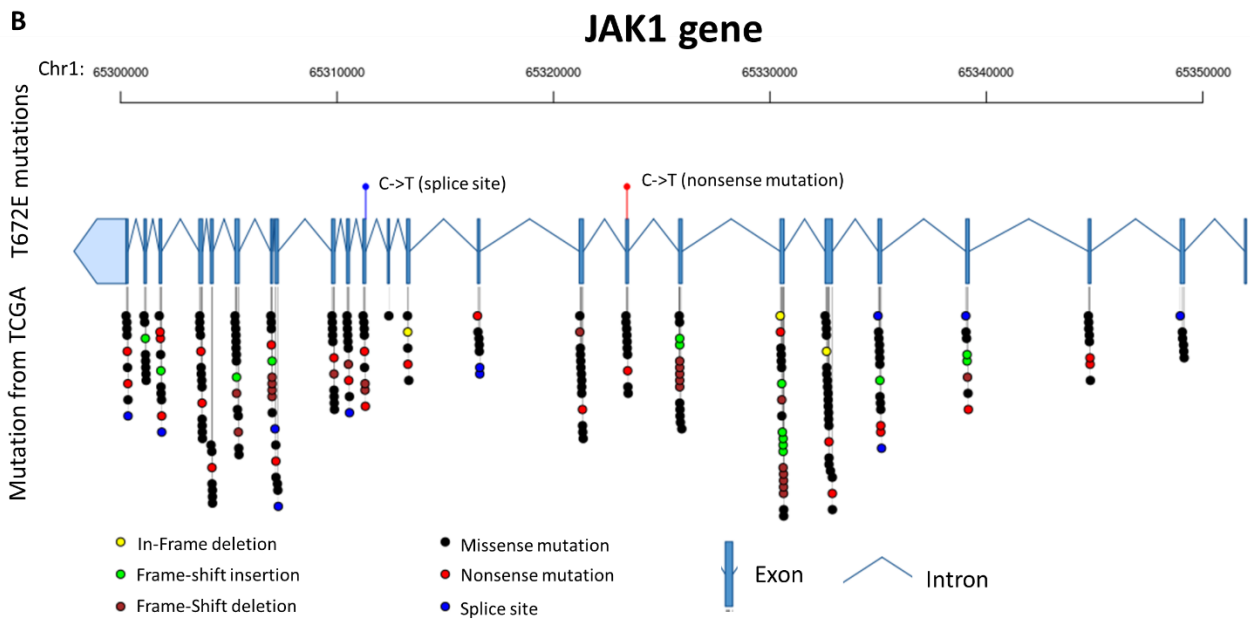 B
JAK1 gene
Chr1:
65300000 65310000 65320000 65330000 65340000 65350000
T672E mutations
C->T (splice site)
C->T (nonsense mutation)
Mutation from TCGA
In-Frame deletion
Frame-shift insertion
Frame-Shift deletion
Missense mutation
Nonsense mutation
Splice site
Exon
Intron